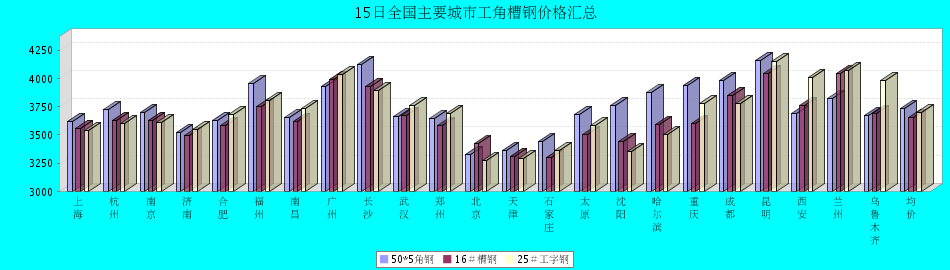 15日全国主要城市工角槽钢价格汇总
4250
4000
3750
3500
3250
3000
上海
杭州
南京
济南
合肥
福州
南昌
广州
长沙
武汉
郑州
北京
天津
石家庄
太原
沈阳
哈尔滨
重庆
成都
昆明
西安
兰州
乌鲁木齐
均价
50*5角钢
16#槽钢
25#工字钢